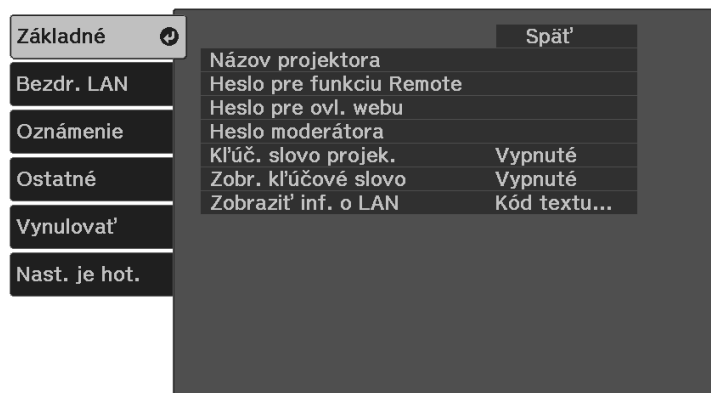 Základné
Bezdr. LAN
Oznámenie
Ostatné
Vynulovať
Nast. je hot.
Späť
Názov projektora
Heslo pre funkciu Remote
Heslo pre ovl. webu
Heslo moderátora
Kľúč. slovo projek. Vypnuté
Zobr. kľúčové slovo Vypnuté
Zobraziť inf. o LAN Kód textu...